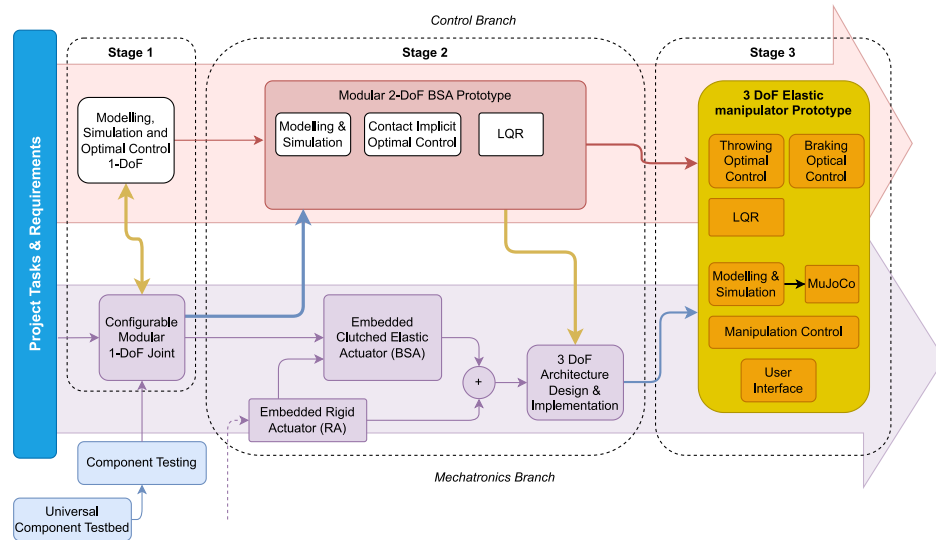 Control Branch
Project Tasks & Requirements
Stage 1
Modelling,
Simulation and
Optimal Control
1-DoF
Configurable
Modular
1-DoF Joint
Component Testing
Universal
Component Testbed
Stage 2
Modular 2-DoF BSA Prototype
Modelling &
Simulation
Contact Implicit
Optimal Control
LQR
Embedded
Clutched Elastic
Actuator (BSA)
Embedded Rigid
Actuator (RA)
+
3 DoF
Architecture
Design &
Implementation
Stage 3
3 DoF Elastic
manipulator Prototype
Throwing
Optimal
Control
Braking
Optical
Control
LQR
Modelling &
Simulation
MuJoCo
Manipulation Control
User
Interface
Mechatronics Branch